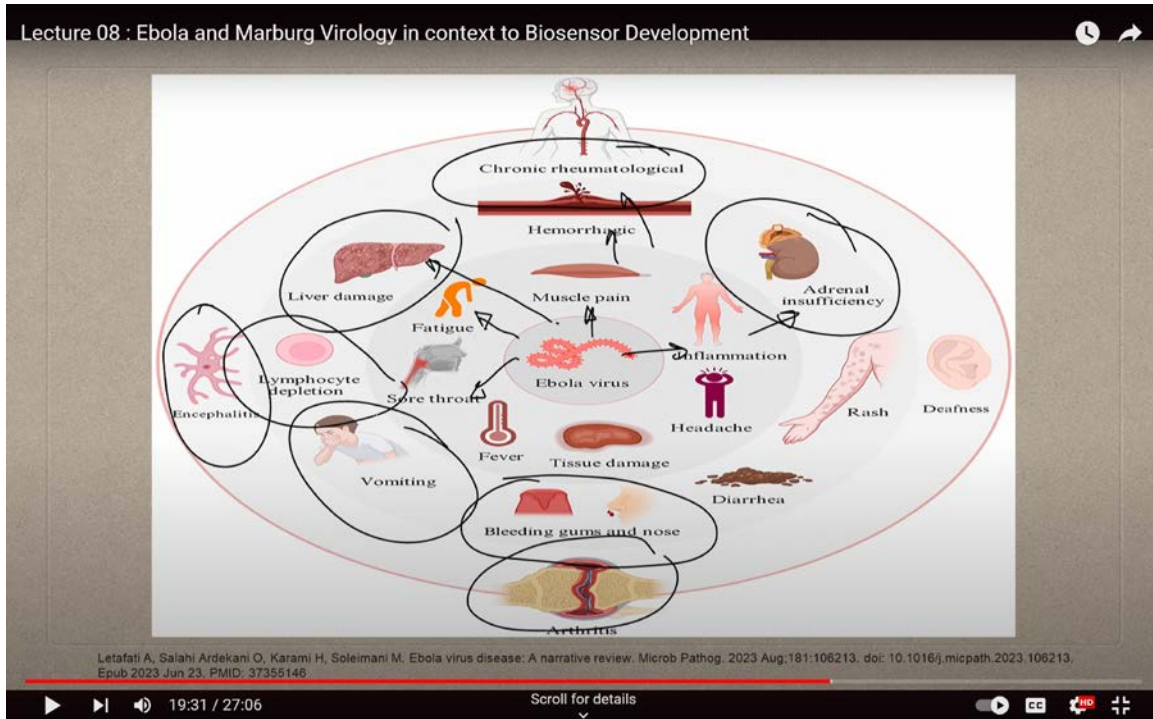 Lecture 08 : Ebola and Marburg Virology in context to Biosensor Development
Chronic rheumatological
Hemorrhagic
Liver damage
Muscle pain
Adrenal
insufficiency
Fatigue
Inflammation
Ebola virus
Lymphocyte
depletion
Sore throat
Encephalitis
Headache
Rash
Deafness
Fever
Tissue damage
Vomiting
Diarrhea
Bleeding gums and nose
Arthritis
Letafati A, Salahi Ardekani O, Karami H, Soleimani M. Ebola virus disease: A narrative review. Microb Pathog. 2023 Aug;181:106213. doi: 10.1016/j.micpath.2023.106213.
Epub 2023 Jun 23. PMID: 37355146
19:31 / 27:06
Scroll for details
CC
HD